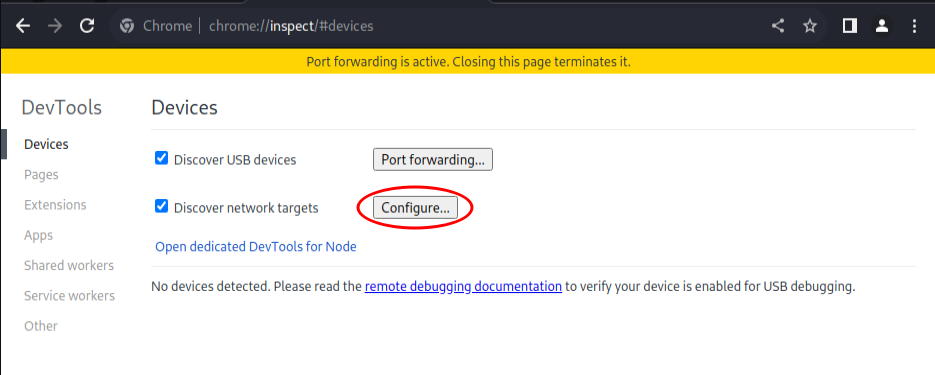 Chrome chrome://inspect/#devices
Port forwarding is active. Closing this page terminates it.
DevTools
Devices
Pages
Extensions
Apps
Shared workers
Service workers
Other
Devices
Discover USB devices Port forwarding...
Discover network targets Configure...
Open dedicated DevTools for Node
No devices detected. Please read the remote debugging documentation to verify your device is enabled for USB debugging.